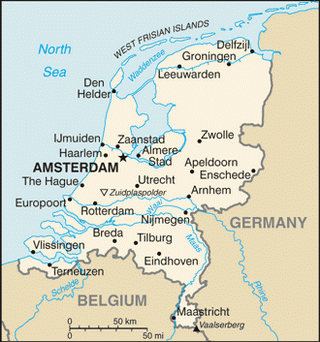 WEST FRISIAN ISLANDS
North
Sea
Delfzijl
Groningen
Waddenzee
Leeuwarden
Den
Helder
IJmuiden
Zaanstad
Zwolle
Haarlem
Almere
Stad
AMSTERDAM
Apeldoorn
Enschede
The Hague
Utrecht
Zuidplaspolder
Arnhem
Europoort
Rotterdam
Waal
Nijmegen
GERMANY
Breda
Tilburg
Maas
Vlissingen
Eindhoven
Terneuzen
Schelde
Rhine
BELGIUM
Maastricht
Vaalserberg
0 50 km
0 50 mi